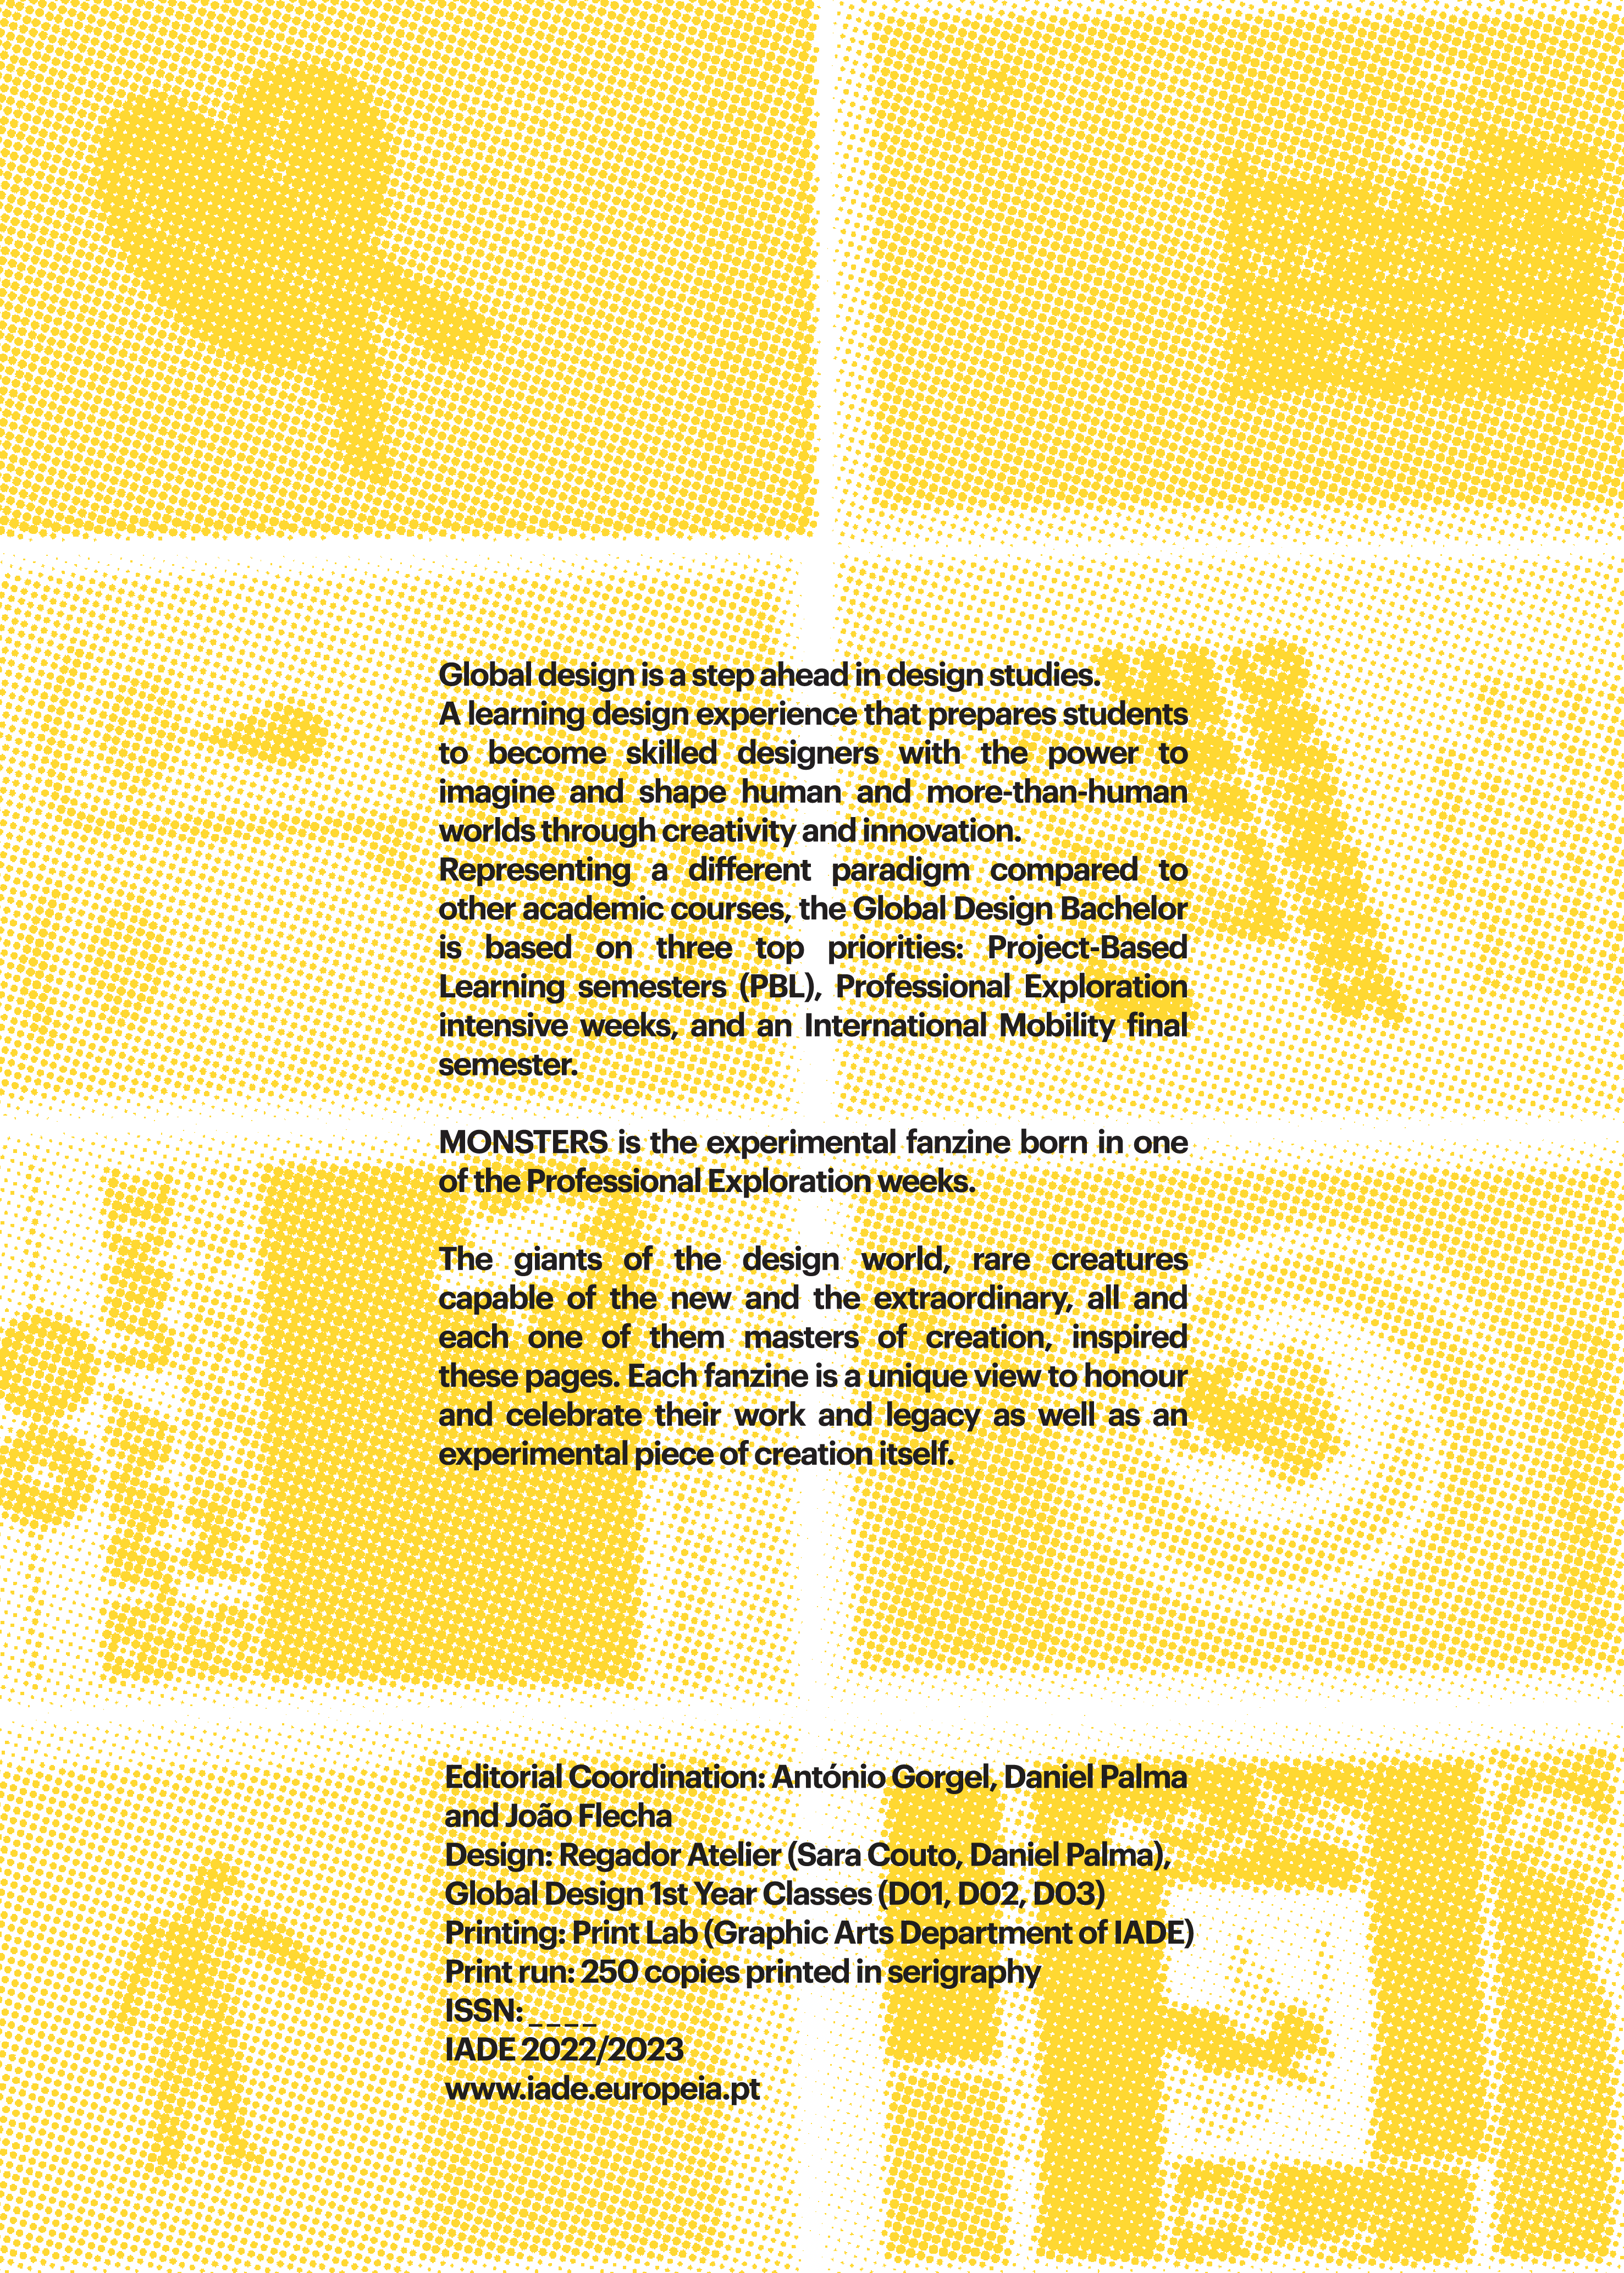 Global design is a step ahead in design studies.
A learning design experience that prepares students
to become skilled designers with the power to
imagine and shape human and more-than-human
worlds through creativity and innovation.
Representing a different paradigm compared to
other academic courses, the Global Design Bachelor
is based on three top priorities: Project-Based
Learning semesters (PBL), Professional Exploration
intensive weeks, and an International Mobility final
semester.
MONSTERS is the experimental fanzine born in one
of the Professional Exploration weeks.
The giants of the design world, rare creatures
capable of the new and the extraordinary, all and
each one of them masters of creation, inspired
these pages. Each fanzine is a unique view to honour
and celebrate their work and legacy as well as an
experimental piece of creation itself.
Editorial Coordination: António Gorgel, Daniel Palma
and João Flecha
Design: Regador Atelier (Sara Couto, Daniel Palma),
Global Design 1st Year Classes (D01, D02, D03)
Printing: Print Lab (Graphic Arts Department of IADE)
Print run: 250 copies printed in serigraphy
ISSN: _ _ _ _
IADE 2022/2023
www.iade.europeia.pt